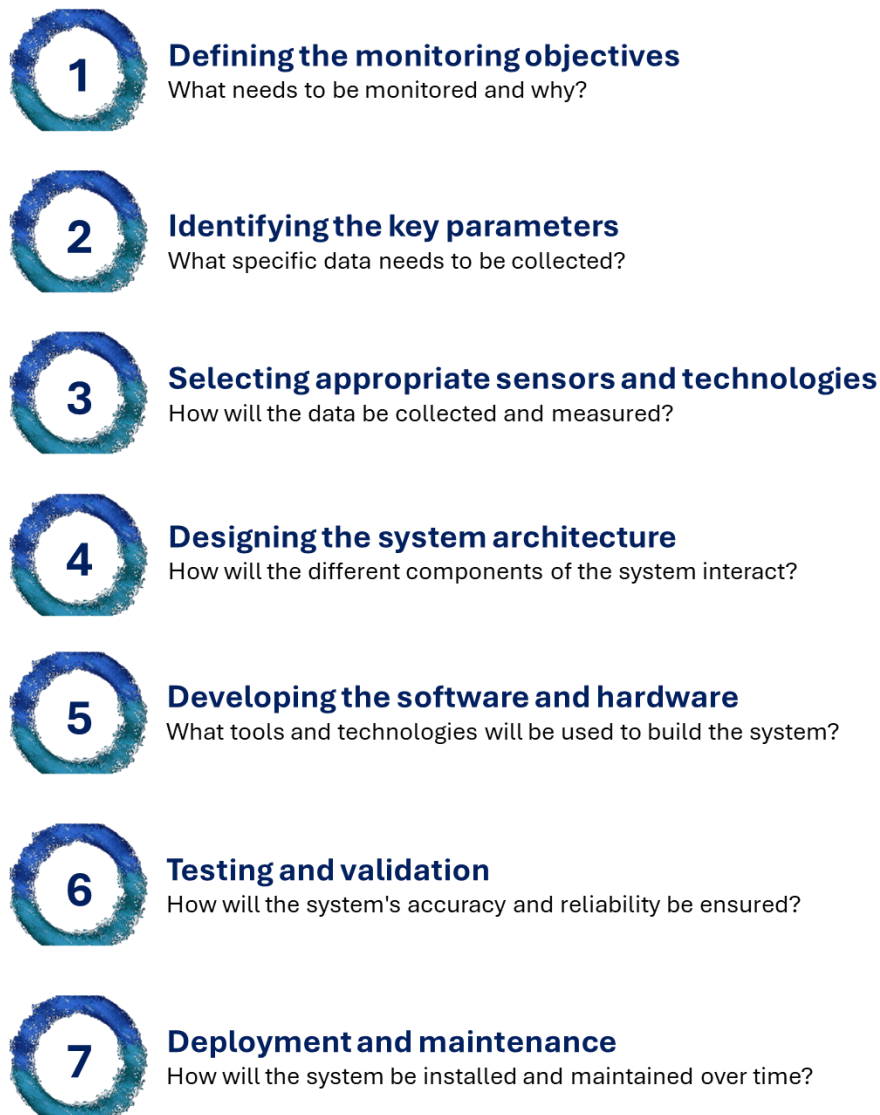 1
Defining the monitoring objectives
What needs to be monitored and why?
2
Identifying the key parameters
What specific data needs to be collected?
3
Selecting appropriate sensors and technologies
How will the data be collected and measured?
4
Designing the system architecture
How will the different components of the system interact?
5
Developing the software and hardware
What tools and technologies will be used to build the system?
6
Testing and validation
How will the system's accuracy and reliability be ensured?
7
Deployment and maintenance
How will the system be installed and maintained over time?